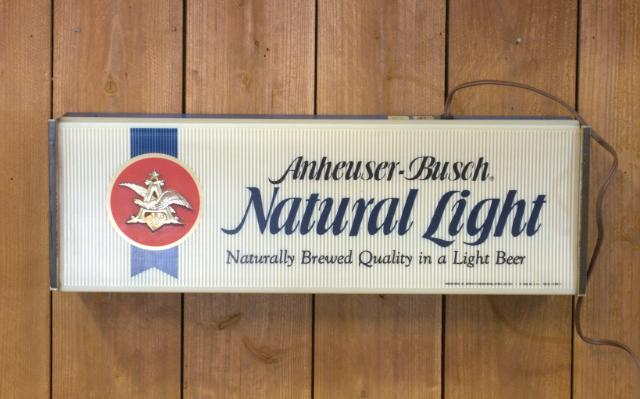 Anheuser-Busch®
Natural Light
Naturally Brewed Quality in a Light Beer